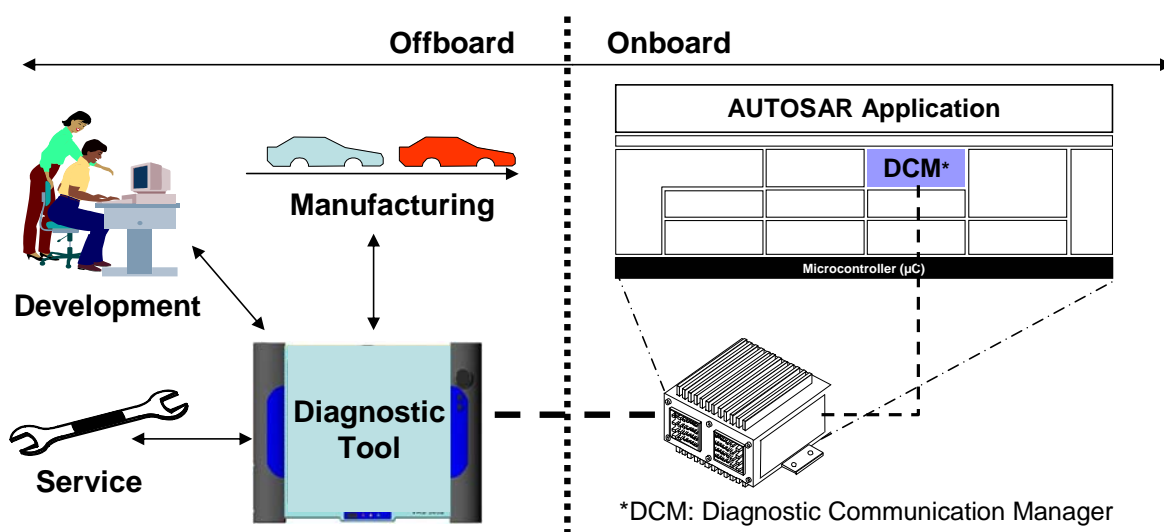 Offboard
Onboard
AUTOSAR Application
DCM*
Manufacturing
Microcontroller (µC)
Development
Diagnostic
Tool
Service
*DCM: Diagnostic Communication Manager